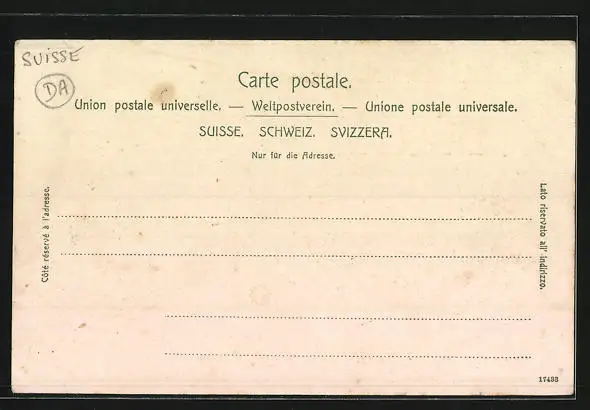 SUISSE
DA
Carte postale.
Union postale universelle. — Weltpostverein. — Unione postale universale.
SUISSE. SCHWEIZ. SVIZZERA.
Nur für die Adresse.
Côté réservé à l'adresse.
Lato riservato all' indirizzo.
17493